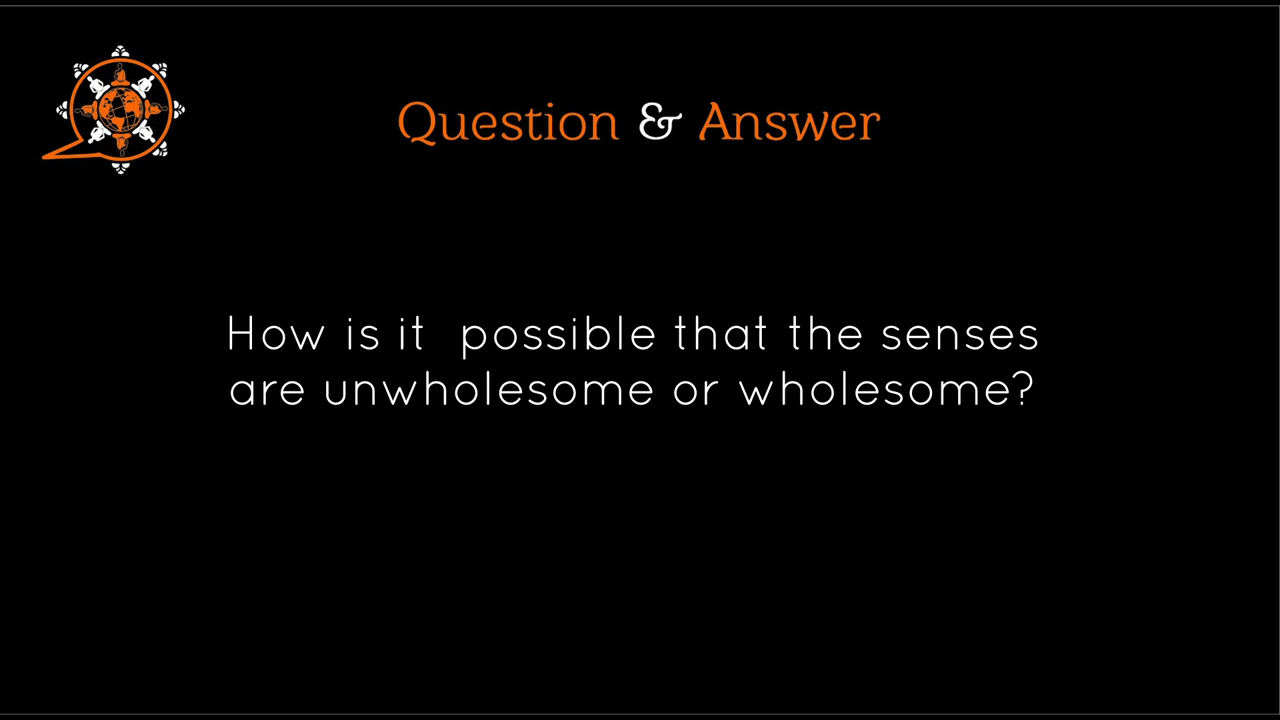 Question & Answer
How is it possible that the senses
are unwholesome or wholesome?